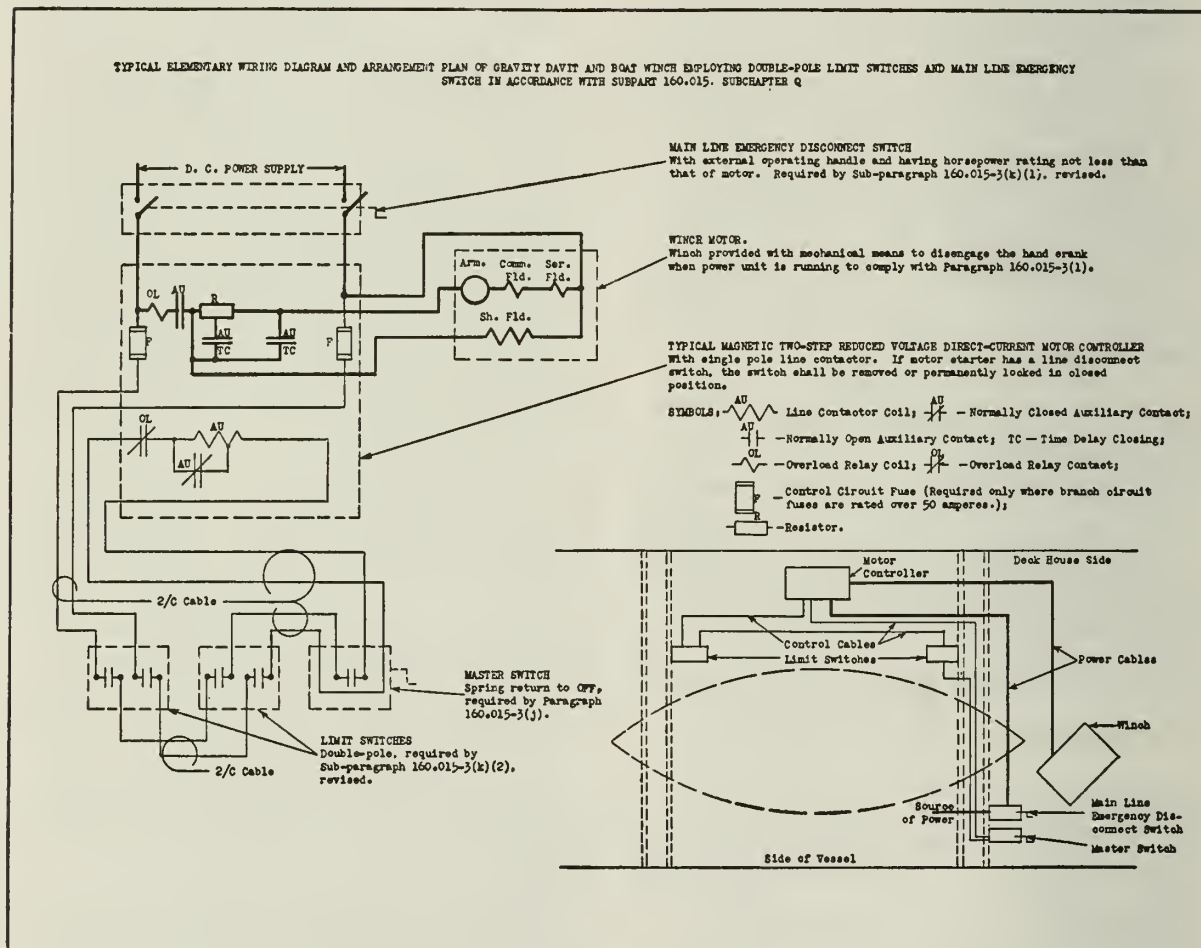 TYPICAL ELEMENTARY WIRING DIAGRAM AND ARRANGEMENT PLAN OF GRAVITY DAVIT AND BOAT WINCH EMPLOYING DOUBLE-POLE LIMIT SWITCHES AND MAIN LINE EMERGENCY
SWITCH IN ACCORDANCE WITH SUBPART 160.015. SUBCHAPTER Q
D. C. POWER SUPPLY
MAIN LINE EMERGENCY DISCONNECT SWITCH
With external operating handle and having horsepower rating not less than
that of motor. Required by Sub-paragraph 160.015-3(k)(1), revised.
WINCR MOTOR.
Winch provided with mechanical means to disengage the hand crank
when power unit is running to comply with Paragraph 160.015-3(l).
Arm. Comm. Ser.
Fld. Fld.
Sh. Fld.
OL AU R
AU AU
TC TC
F F
TYPICAL MAGNETIC TWO-STEP REDUCED VOLTAGE DIRECT-CURRENT MOTOR CONTROLLER
With single pole line contactor. If motor starter has a line disconnect
switch, the switch shall be removed or permanently locked in closed
position.
SYMBOLS; AU Line Contactor Coil; AU — Normally Closed Auxiliary Contact;
AU — Normally Open Auxiliary Contact; TC — Time Delay Closing;
OL — Overload Relay Coil; OL — Overload Relay Contact;
F — Control Circuit Fuse (Required only where branch circuit
fuses are rated over 50 amperes.);
R — Resistor.
OL AU
AU
2/C Cable
MASTER SWITCH
Spring return to OFF,
required by Paragraph
160.015-3(j).
LIMIT SWITCHES
Double-pole, required by
Sub-paragraph 160.015-3(k)(2),
revised.
2/C Cable
Motor
Controller
Deck House Side
Control Cables
Limit Switches
Power Cables
Winch
Source
of Power
Main Line
Emergency Dis-
connect Switch
Master Switch
Side of Vessel